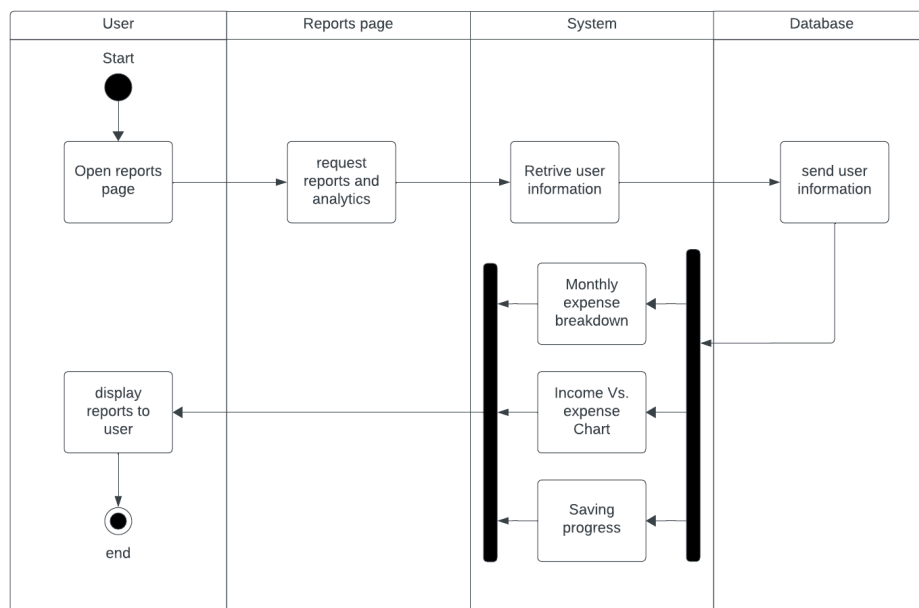 User
Reports page
System
Database
Start
Open reports
page
request
reports and
analytics
Retrive user
information
send user
information
Monthly
expense
breakdown
display
reports to
user
Income Vs.
expense
Chart
Saving
progress
end